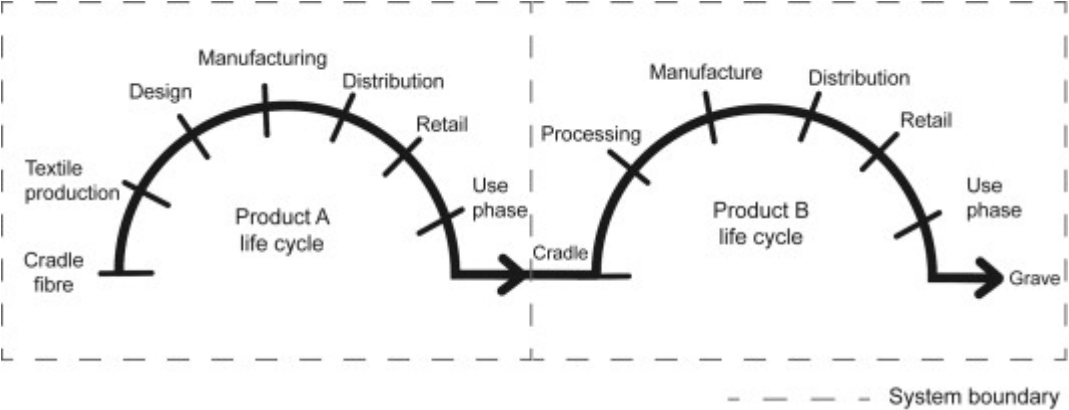 Manufacturing
Distribution
Design
Retail
Textile
production
Use
phase
Product A
life cycle
Cradle
fibre
Manufacture
Distribution
Processing
Retail
Use
phase
Product B
life cycle
Cradle
Grave
System boundary